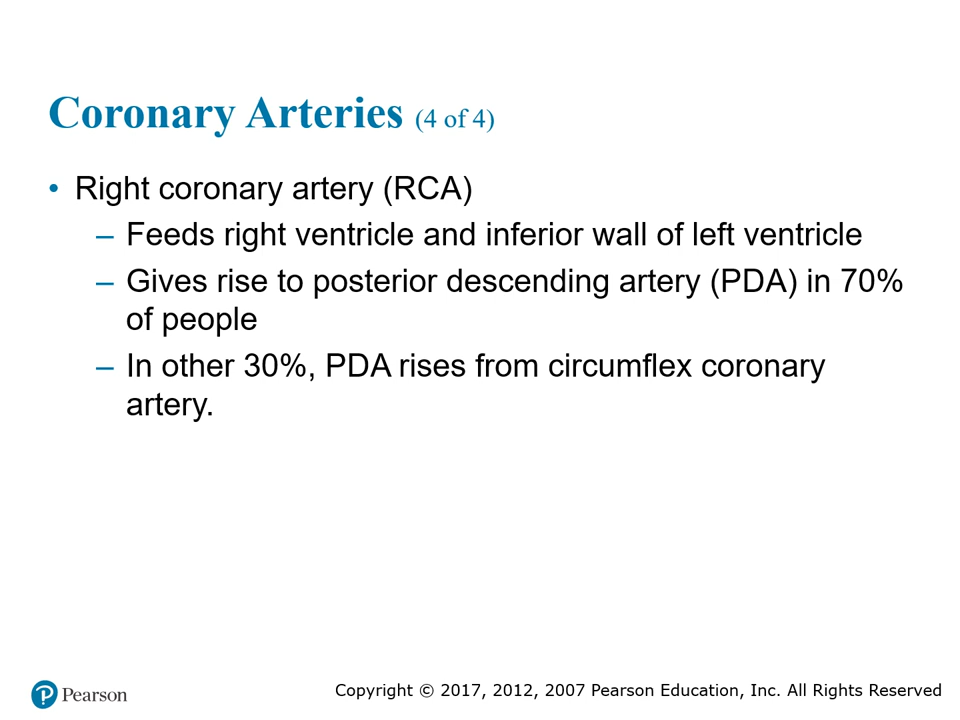 Coronary Arteries (4 of 4)
• Right coronary artery (RCA)
– Feeds right ventricle and inferior wall of left ventricle
– Gives rise to posterior descending artery (PDA) in 70%
of people
– In other 30%, PDA rises from circumflex coronary
artery.
Pearson
Copyright © 2017, 2012, 2007 Pearson Education, Inc. All Rights Reserved